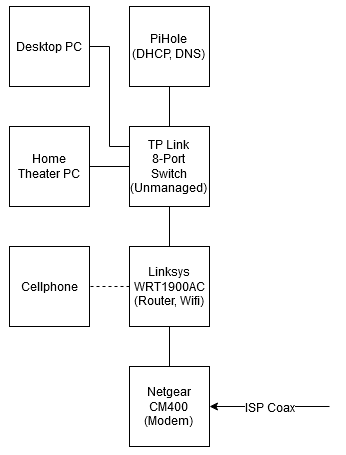 Desktop PC
PiHole
(DHCP, DNS)
Home
Theater PC
TP Link
8-Port
Switch
(Unmanaged)
Cellphone
Linksys
WRT1900AC
(Router, Wifi)
Netgear
CM400
(Modem)
ISP Coax